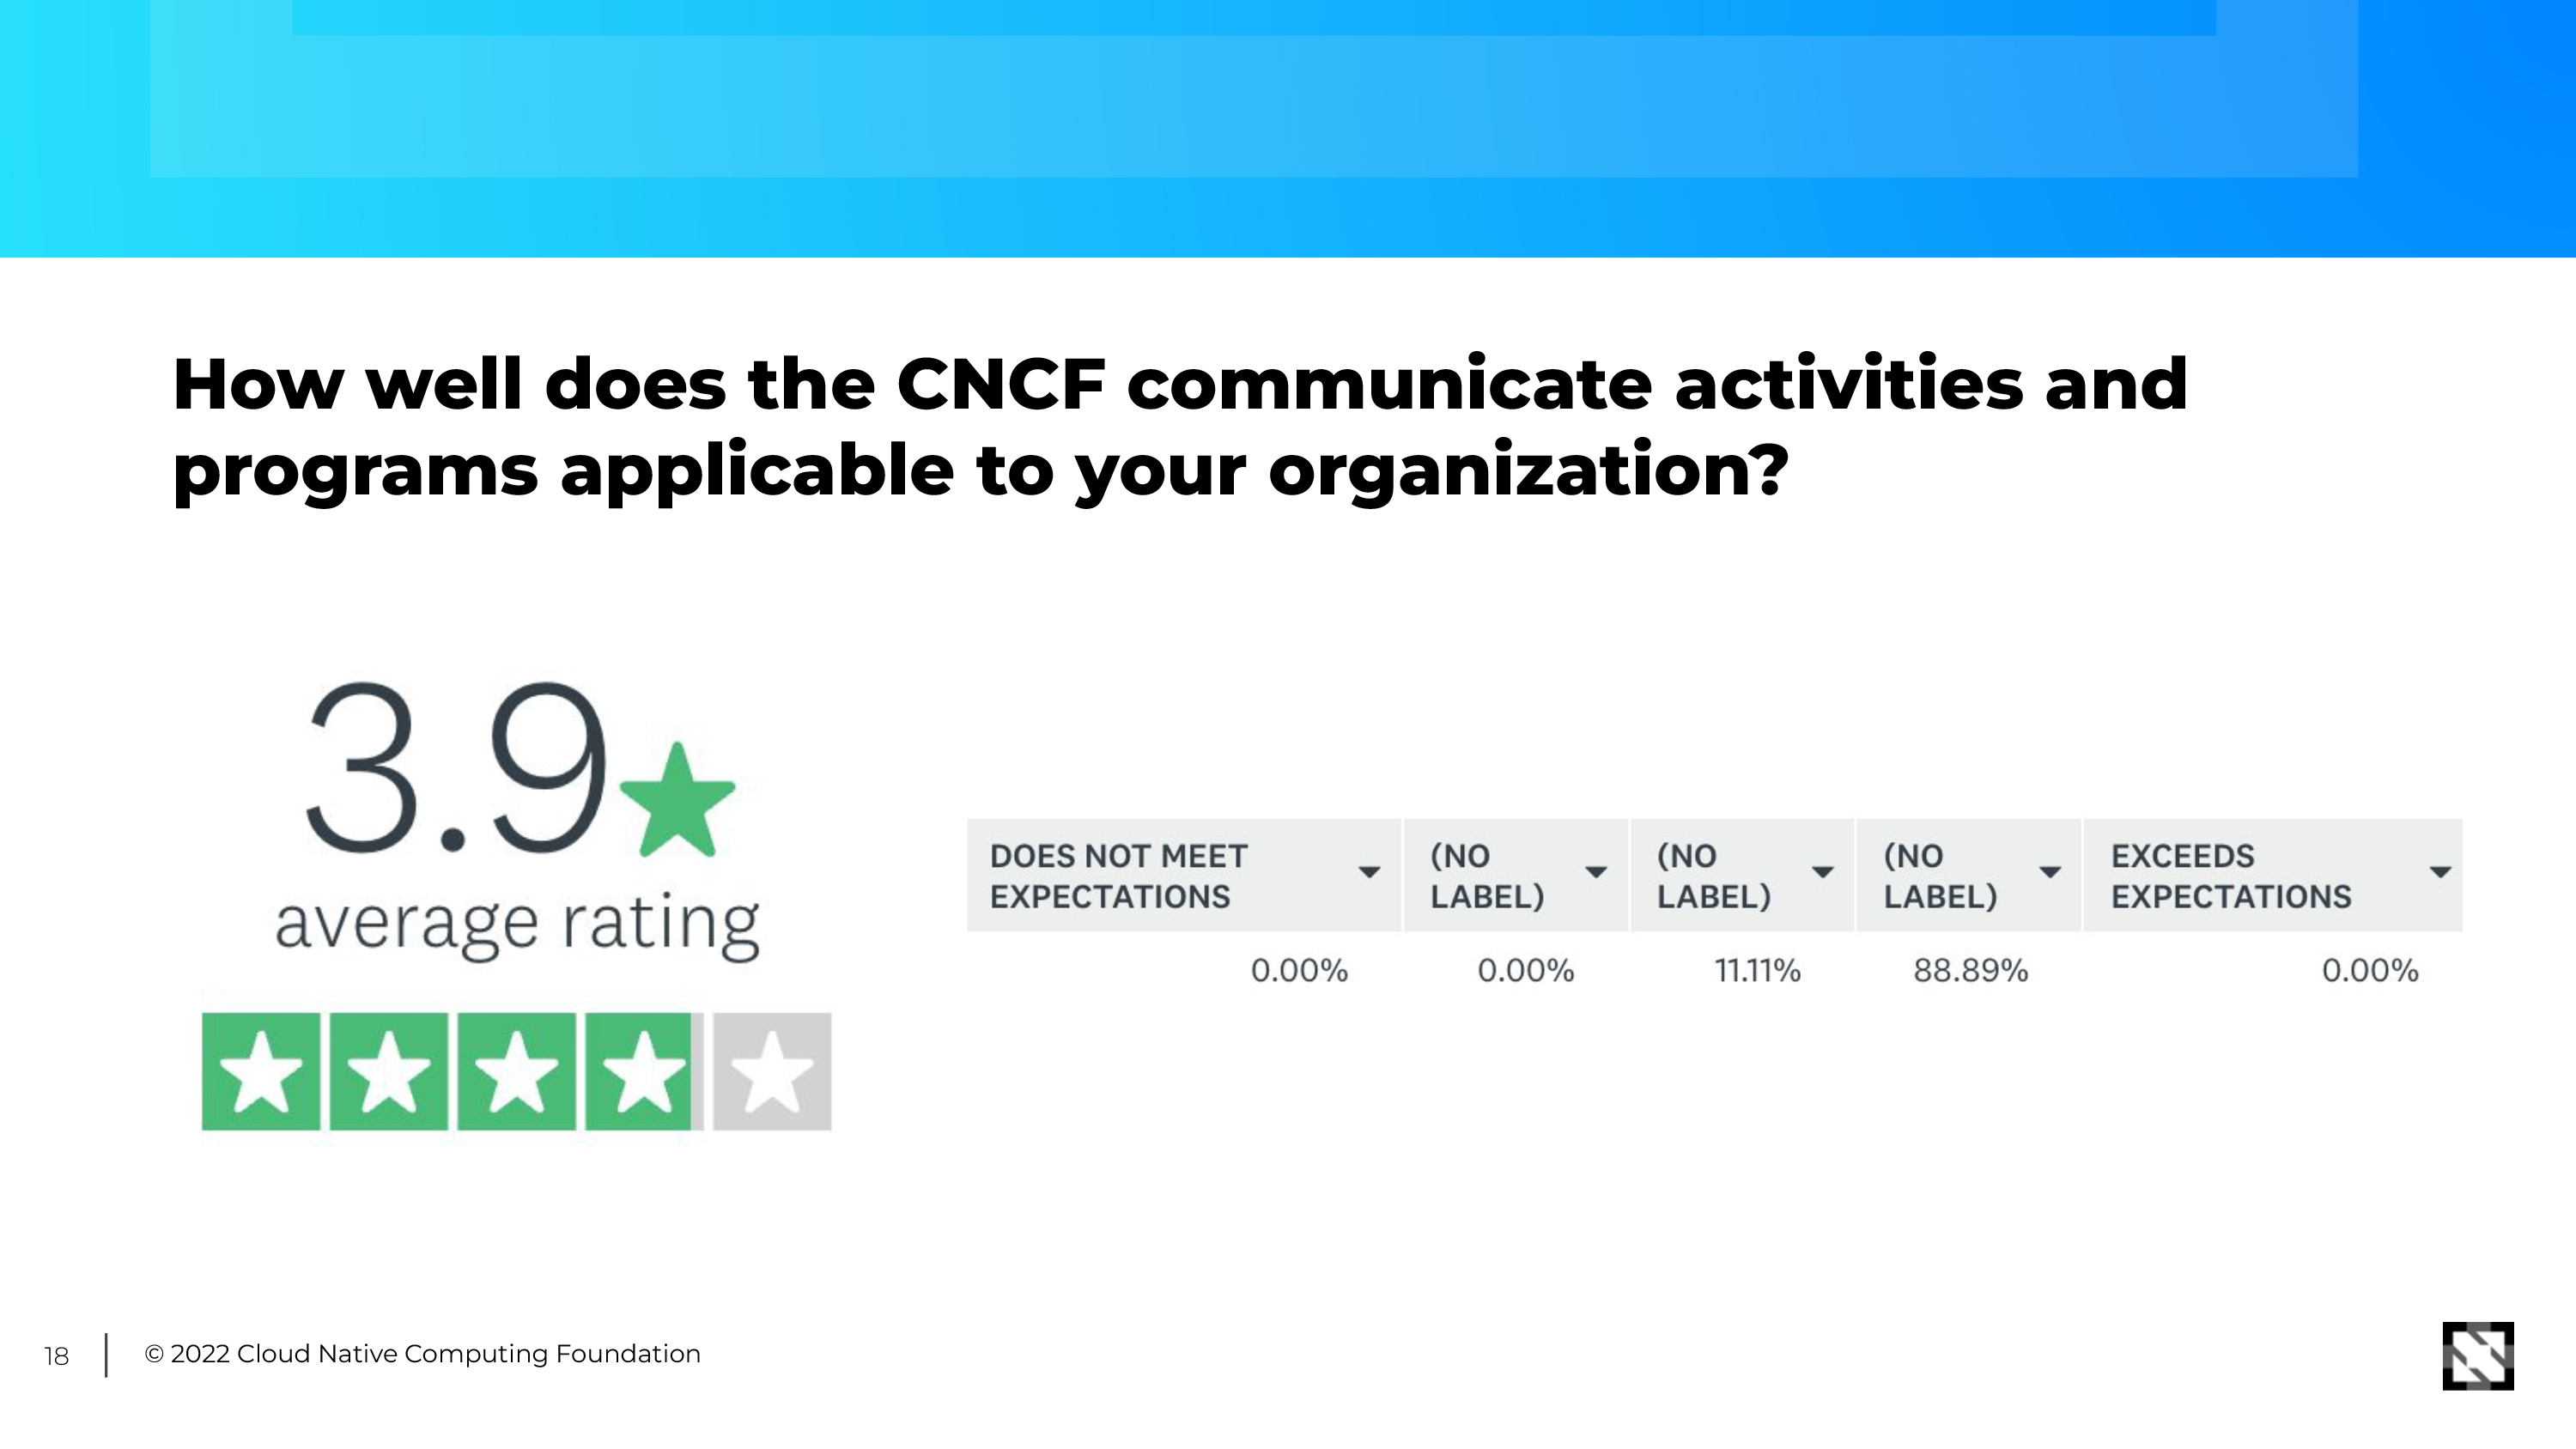 How well does the CNCF communicate activities and
programs applicable to your organization?
3.9
average rating
DOES NOT MEET EXPECTATIONS
(NO LABEL)
(NO LABEL)
(NO LABEL)
EXCEEDS EXPECTATIONS
0.00% 0.00% 11.11% 88.89% 0.00%
18
© 2022 Cloud Native Computing Foundation